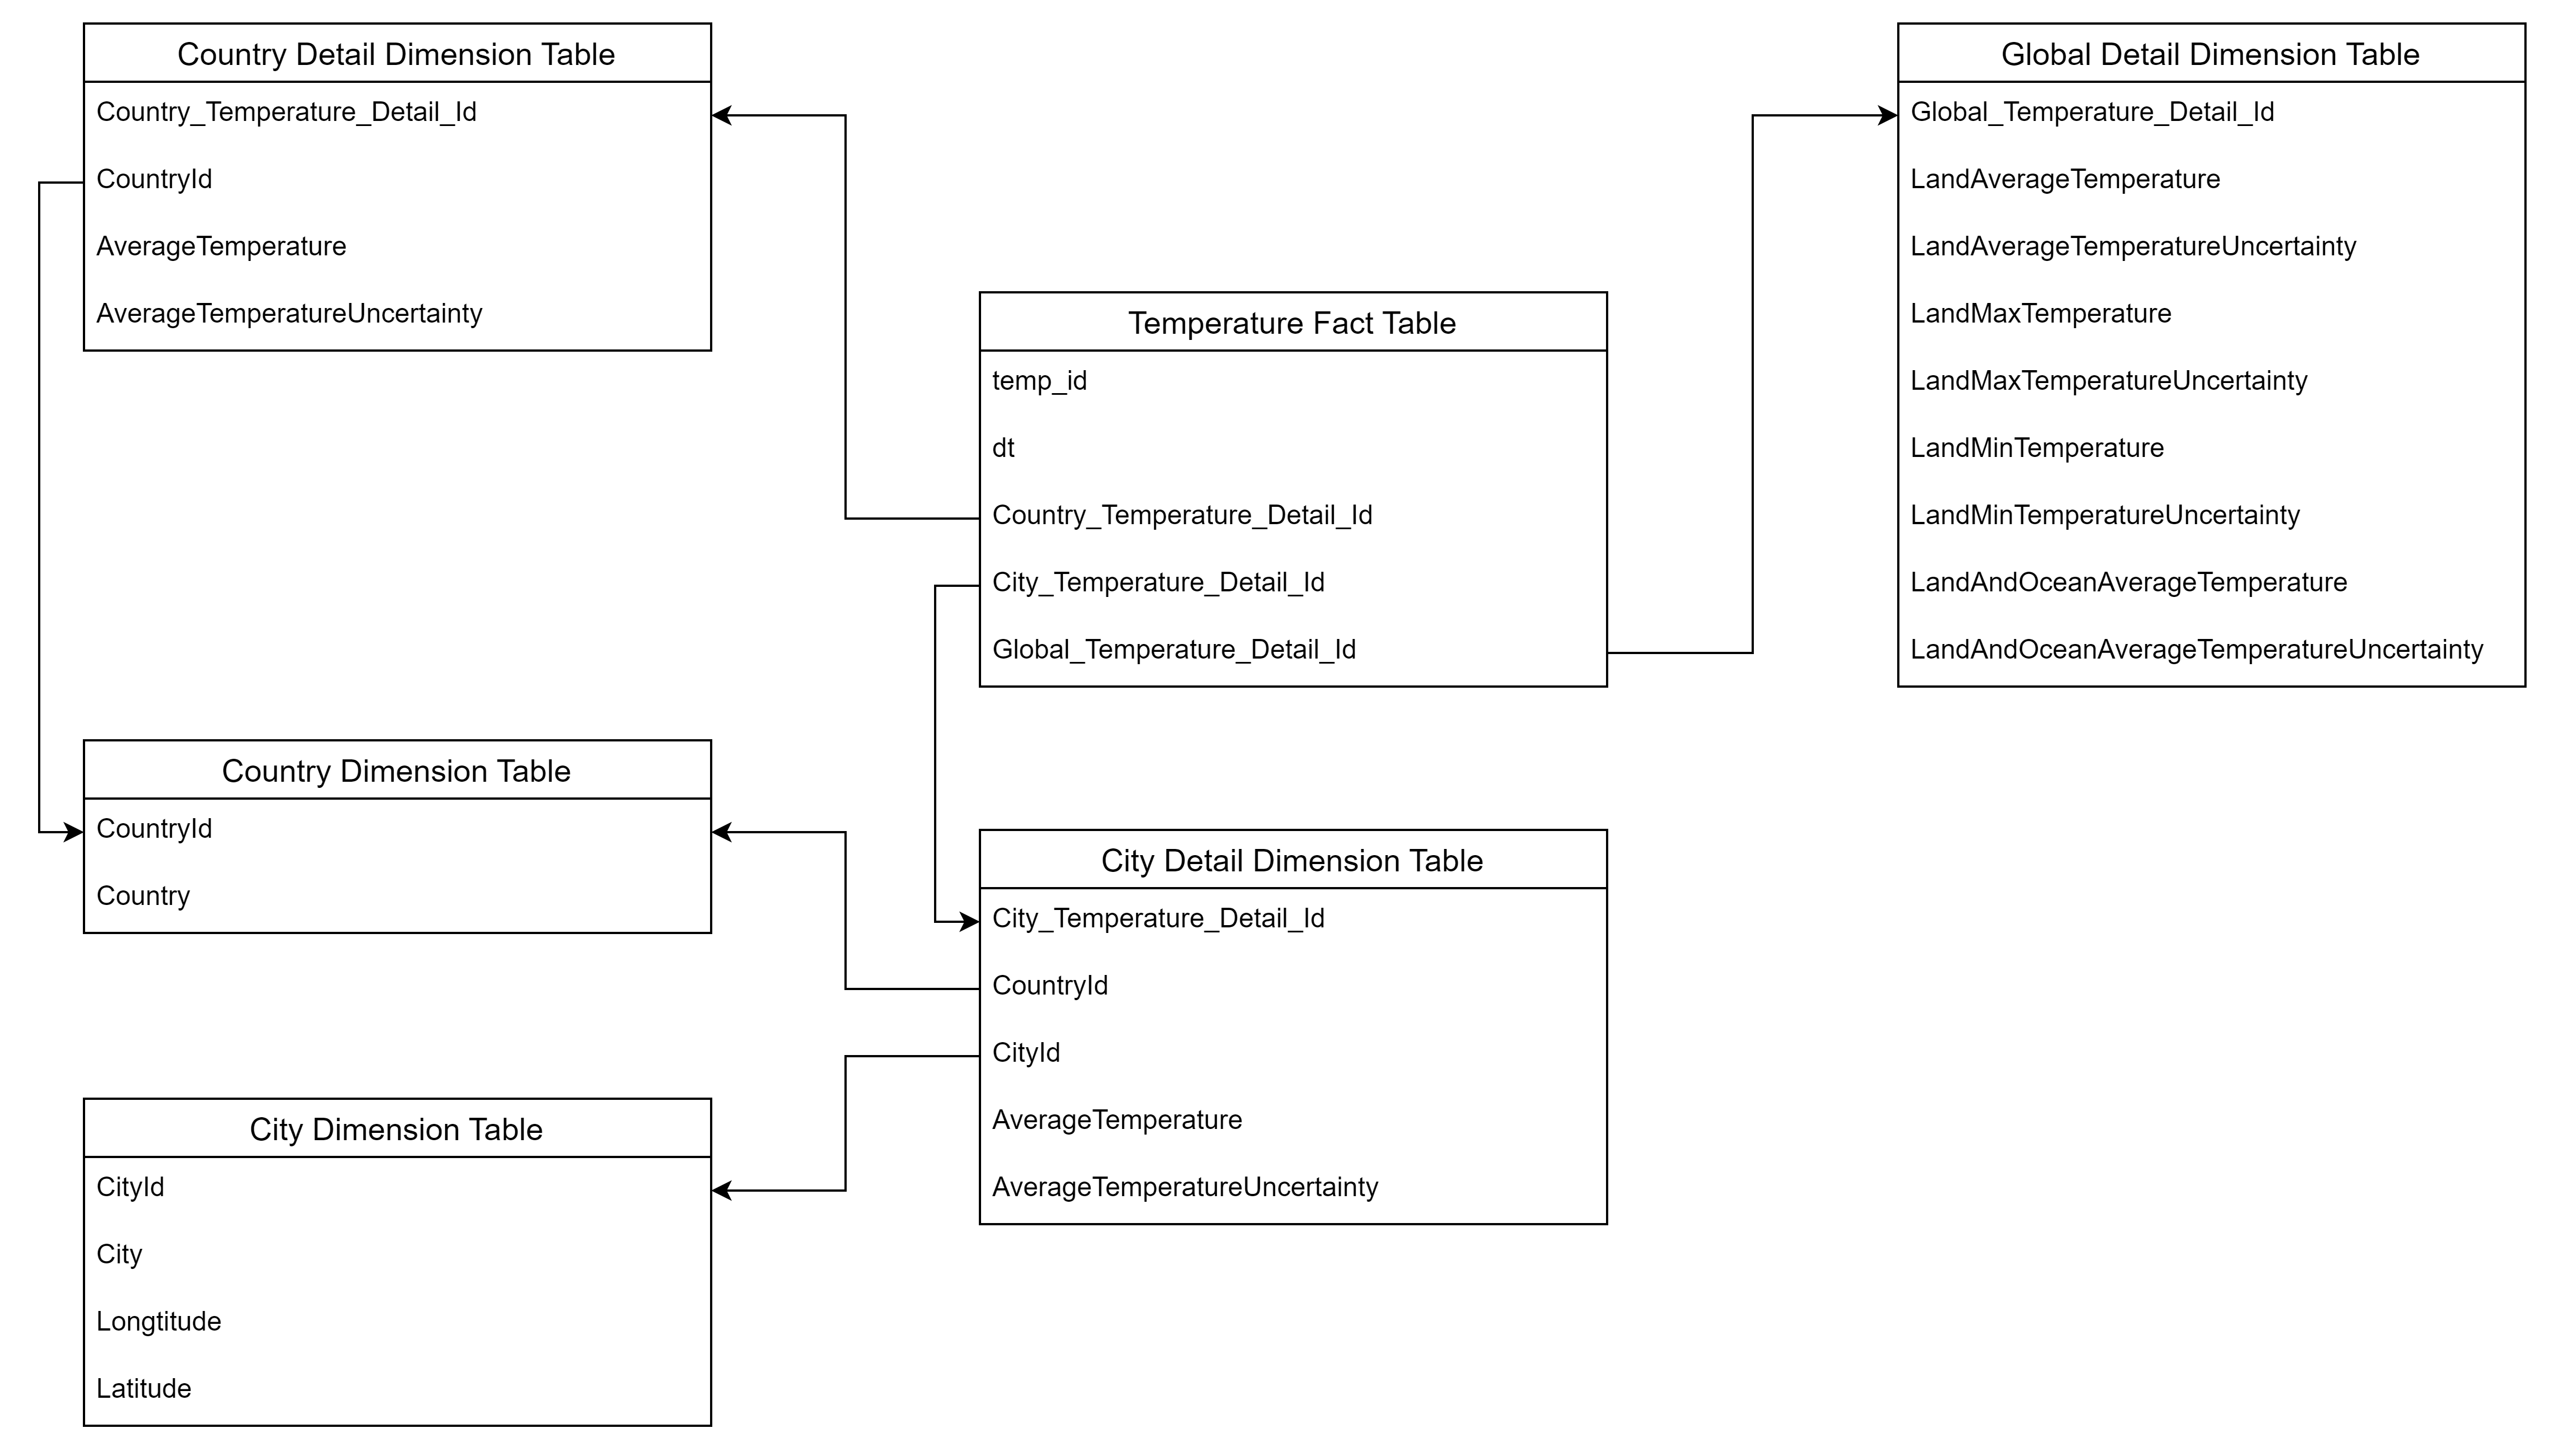 Country Detail Dimension Table
Country_Temperature_Detail_Id
CountryId
AverageTemperature
AverageTemperatureUncertainty
Global Detail Dimension Table
Global_Temperature_Detail_Id
LandAverageTemperature
LandAverageTemperatureUncertainty
LandMaxTemperature
LandMaxTemperatureUncertainty
LandMinTemperature
LandMinTemperatureUncertainty
LandAndOceanAverageTemperature
LandAndOceanAverageTemperatureUncertainty
Temperature Fact Table
temp_id
dt
Country_Temperature_Detail_Id
City_Temperature_Detail_Id
Global_Temperature_Detail_Id
Country Dimension Table
CountryId
Country
City Detail Dimension Table
City_Temperature_Detail_Id
CountryId
CityId
AverageTemperature
AverageTemperatureUncertainty
City Dimension Table
CityId
City
Longtitude
Latitude